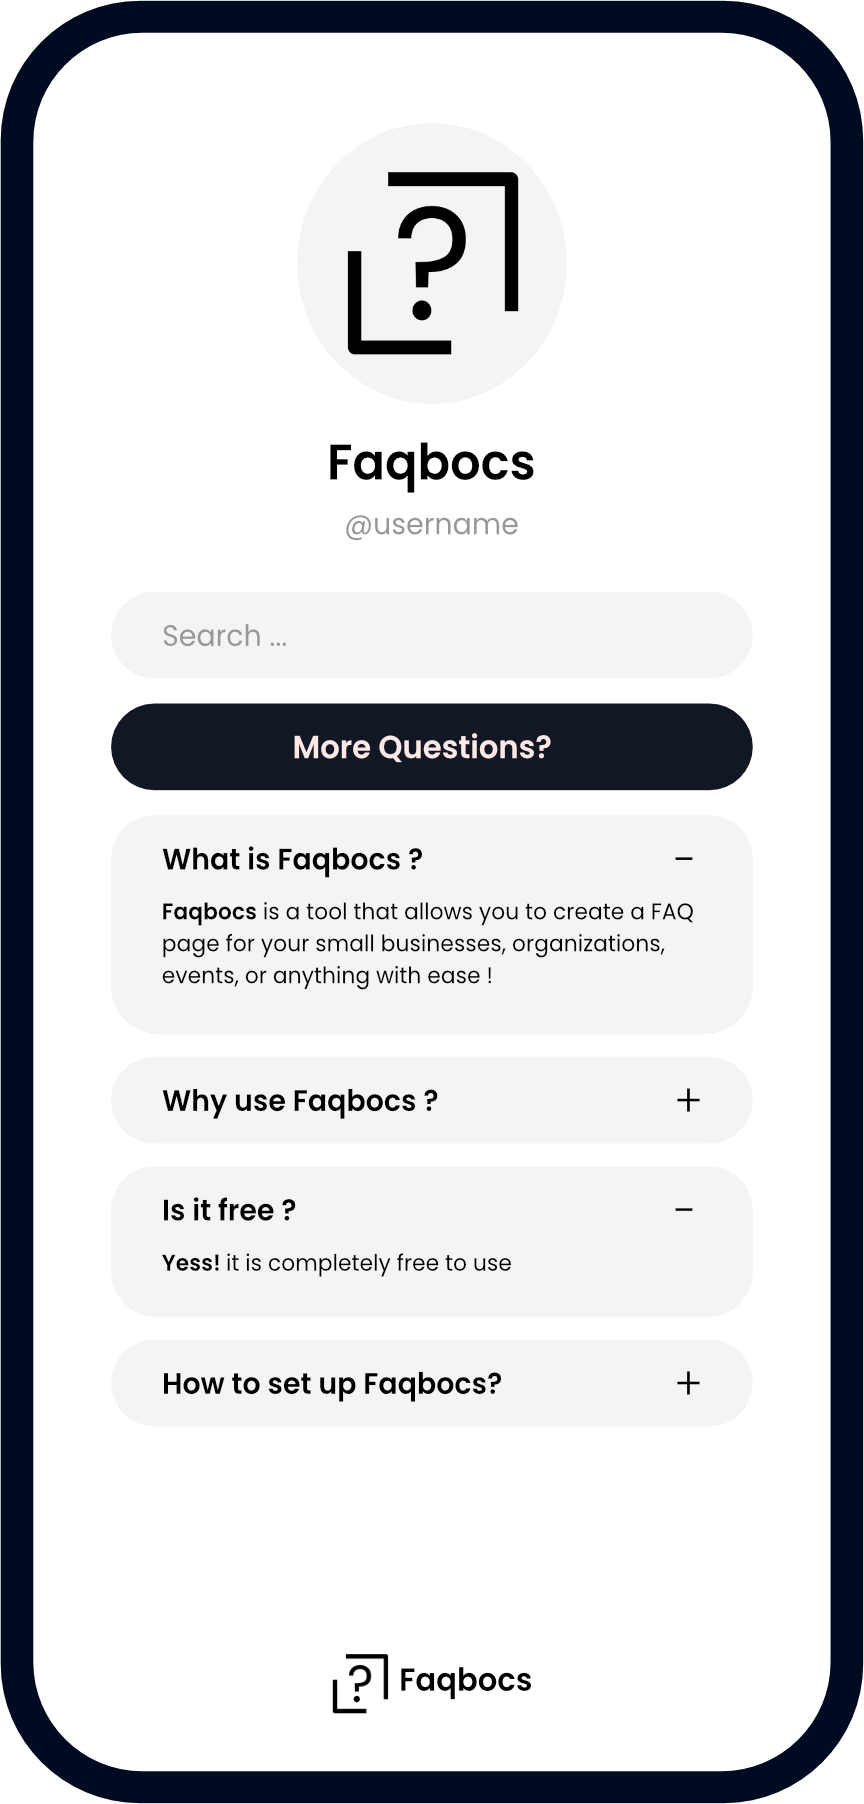 ?
Faqbocs
@username
Search ...
More Questions?
What is Faqbocs ?
Faqbocs is a tool that allows you to create a FAQ
page for your small businesses, organizations,
events, or anything with ease !
Why use Faqbocs ?
Is it free ?
Yess! it is completely free to use
How to set up Faqbocs?
? Faqbocs